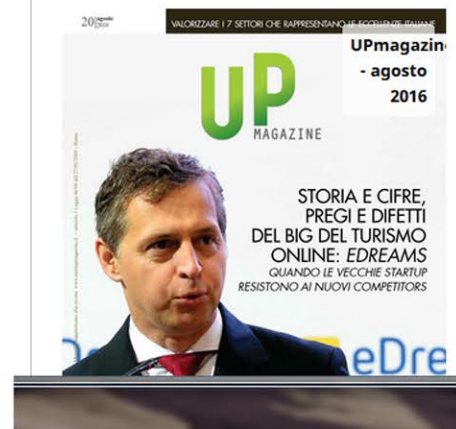 20 agosto 2016
VALORIZZARE I 7 SETTORI CHE RAPPRESENTANO LE ECCELLENZE ITALIANE
UPmagazin
- agosto
2016
UP
MAGAZINE
STORIA E CIFRE,
PREGI E DIFETTI
DEL BIG DEL TURISMO
ONLINE: EDREAMS
QUANDO LE VECCHIE STARTUP
RESISTONO AI NUOVI COMPETITORS
eDre